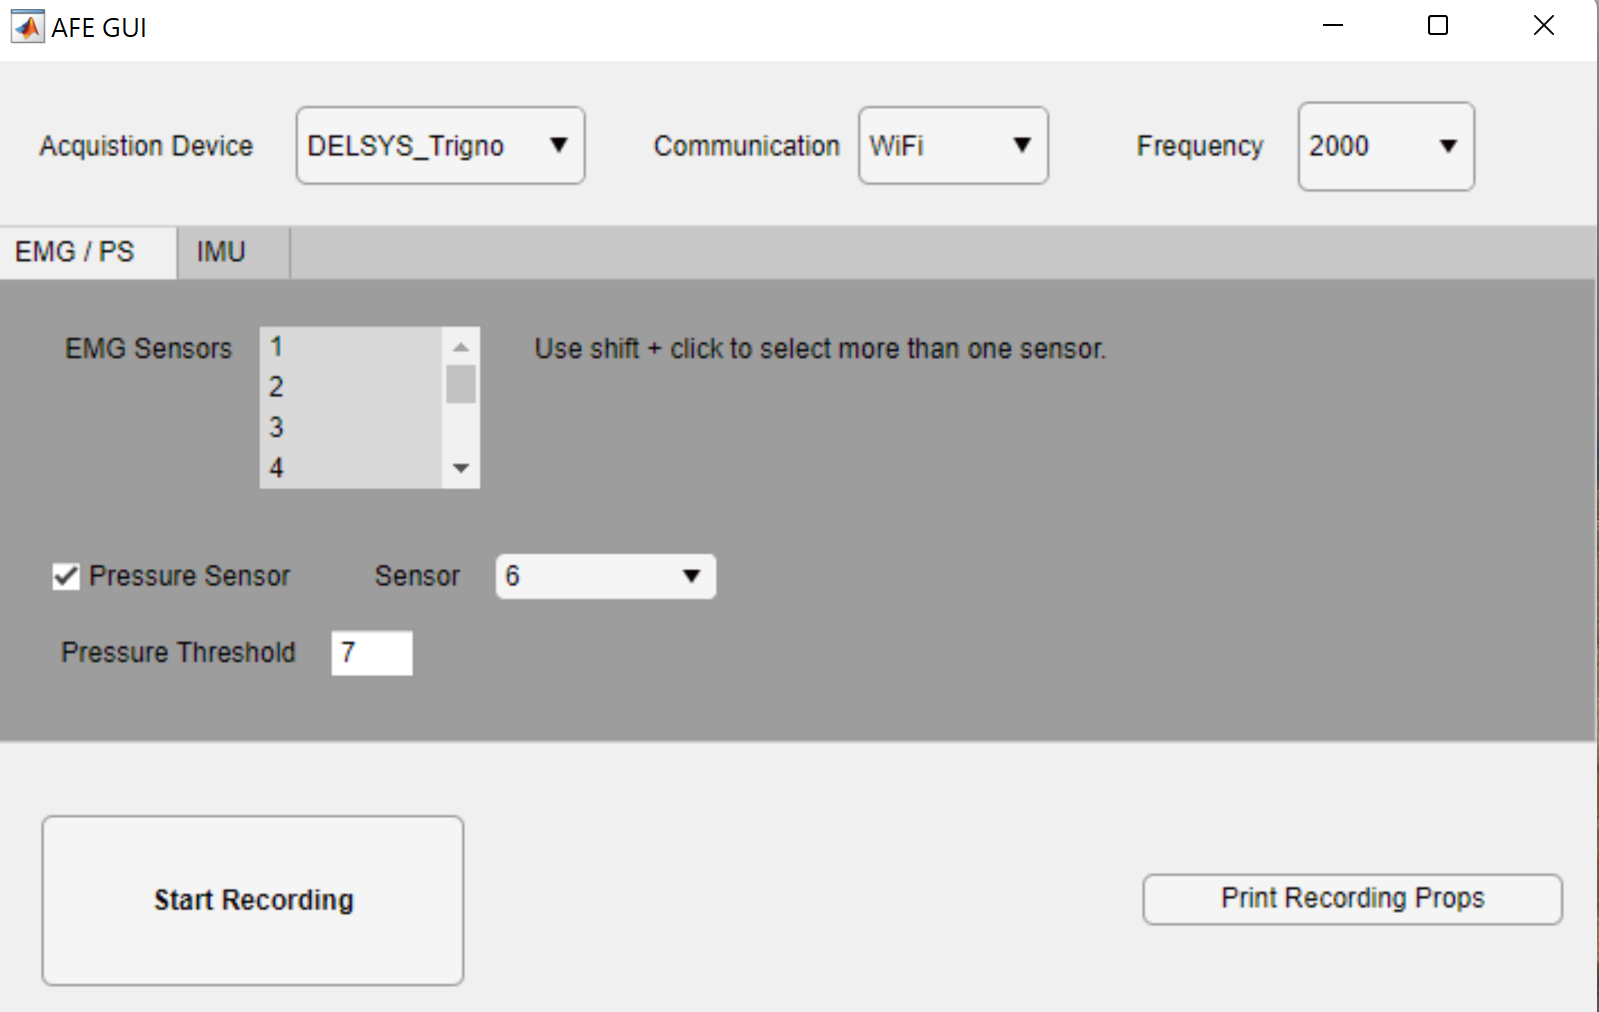 AFE GUI
Acquistion Device DELSYS_Trigno Communication WiFi Frequency 2000
EMG / PS IMU
EMG Sensors 1 Use shift + click to select more than one sensor.
2
3
4
Pressure Sensor Sensor 6
Pressure Threshold 7
Start Recording Print Recording Props